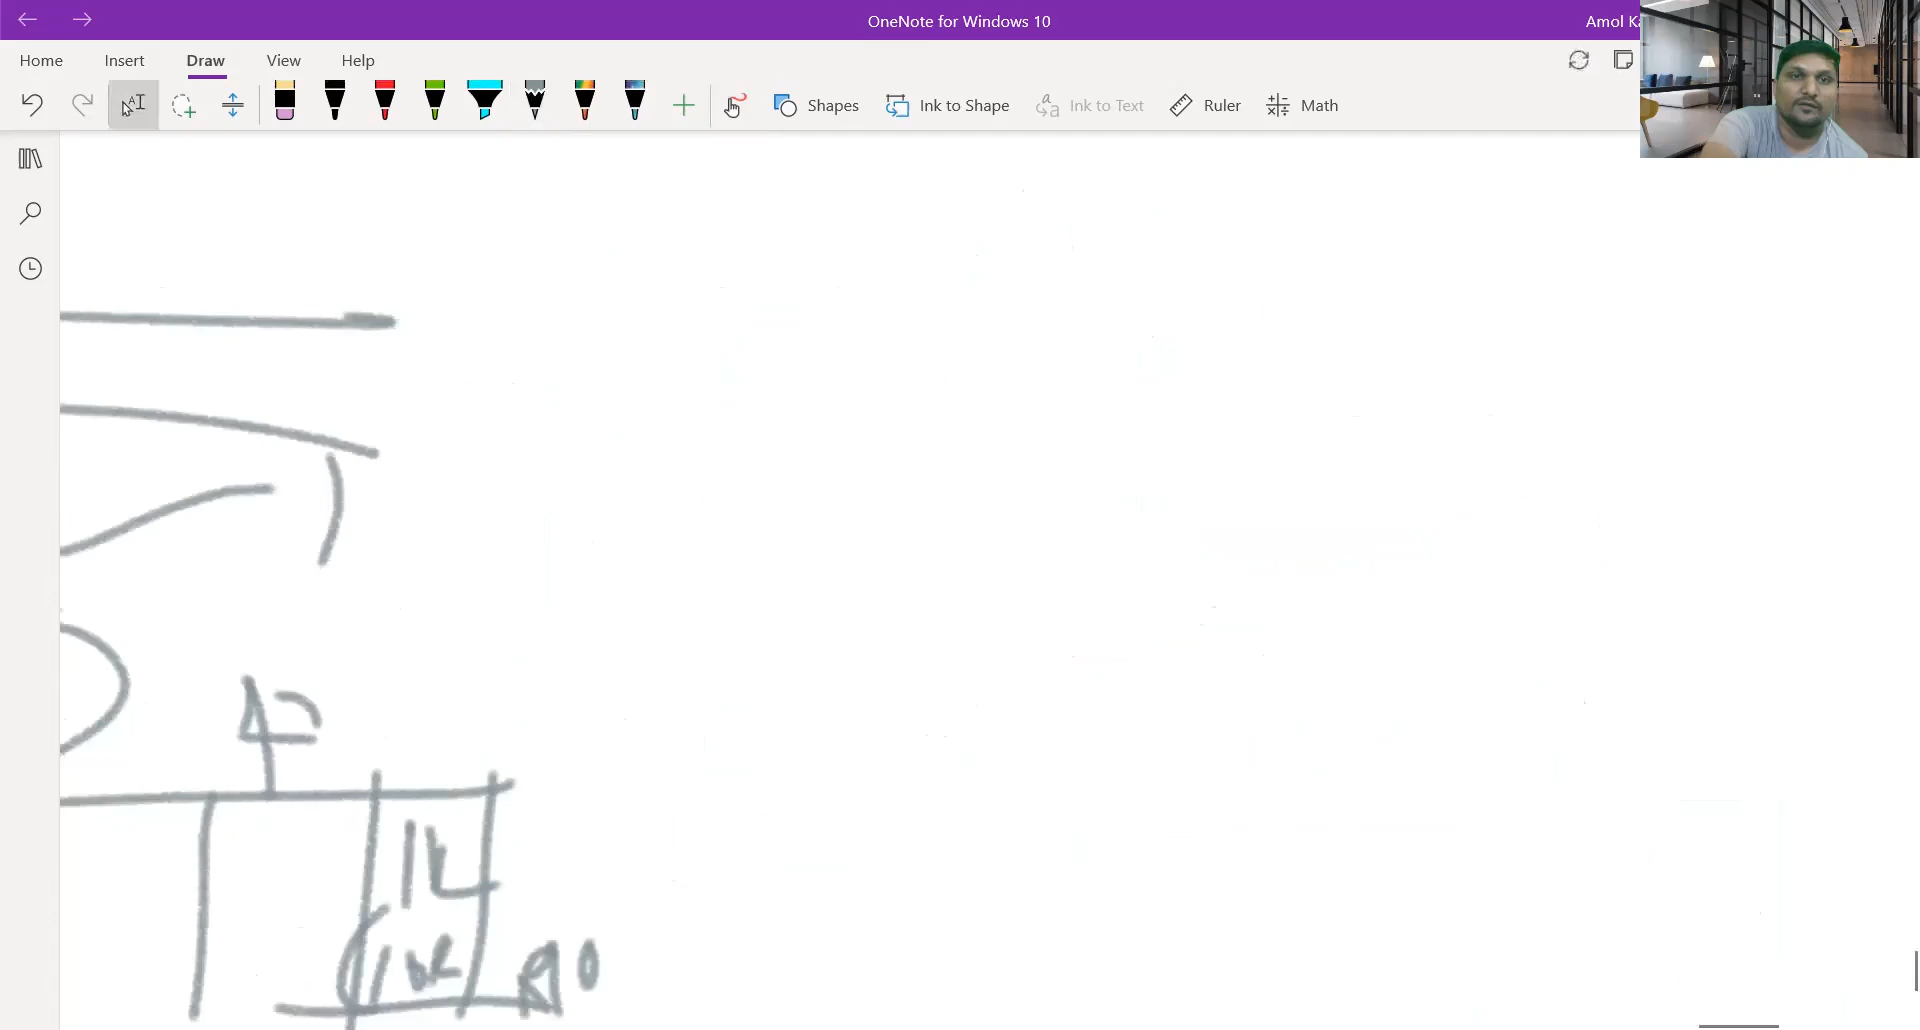 OneNote for Windows 10
Amol Ka
Home Insert Draw View Help
Shapes Ink to Shape Ink to Text Ruler Math